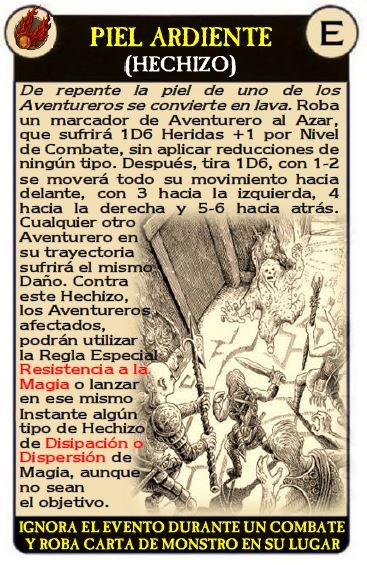 PIEL ARDIENTE
E
(HECHIZO)
De repente la piel de uno de los
Aventureros se convierte en lava. Roba
un marcador de Aventurero al Azar,
que sufrirá 1D6 Heridas +1 por Nivel
de Combate, sin aplicar reducciones de
ningún tipo. Después, tira 1D6, con 1-2
se moverá todo su movimiento hacia
delante, con 3 hacia la izquierda, 4
hacia la derecha y 5-6 hacia atrás.
Cualquier otro
Aventurero en
su trayectoria
sufrirá el mismo
Daño. Contra
este Hechizo,
los Aventureros
afectados,
podrán utilizar
la Regla Especial
Resistencia a la
Magia o lanzar
en ese mismo
Instante algún
tipo de Hechizo
de Disipación o
Dispersión de
Magia, aunque
no sean
el objetivo.
IGNORA EL EVENTO DURANTE UN COMBATE
Y ROBA CARTA DE MONSTRO EN SU LUGAR